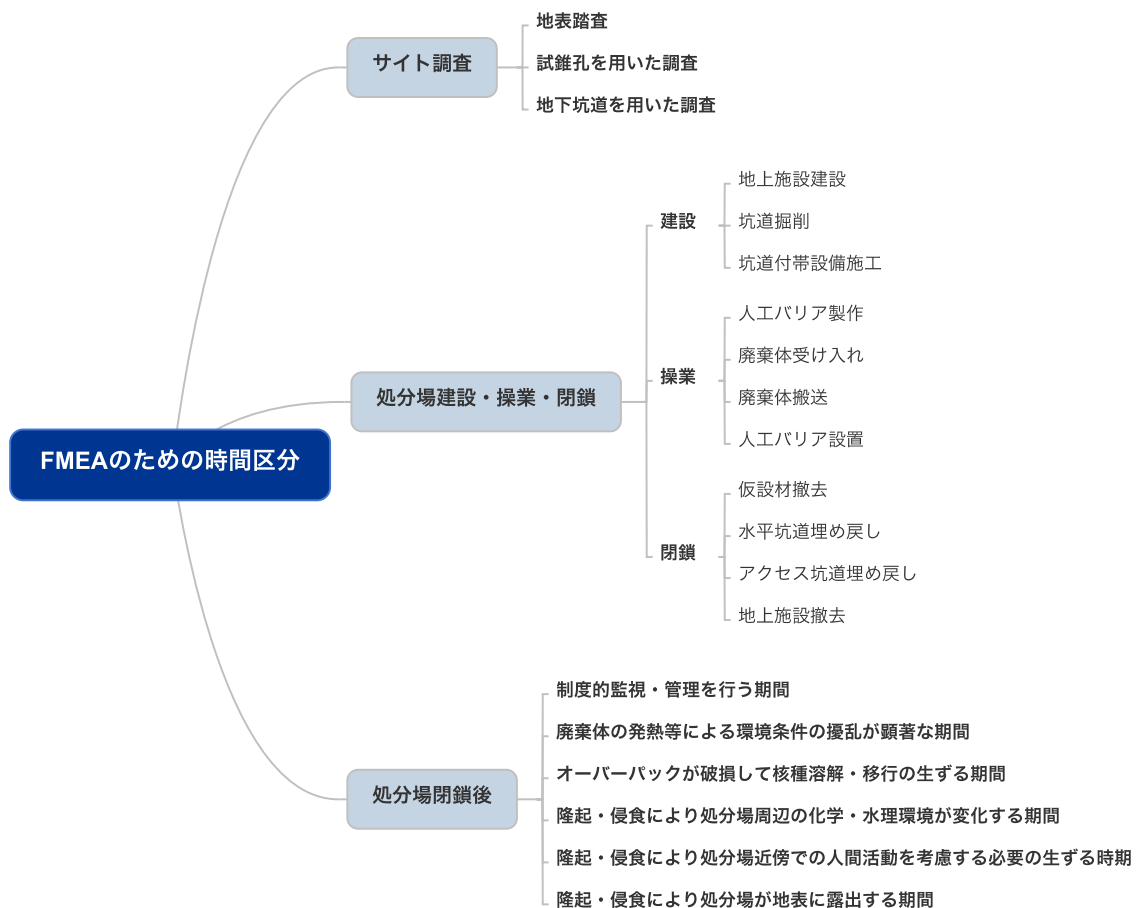 FMEAのための時間区分
サイト調査
地表踏査
試錐孔を用いた調査
地下坑道を用いた調査
処分場建設・操業・閉鎖
建設
地上施設建設
坑道掘削
坑道付帯設備施工
操業
人工バリア製作
廃棄体受け入れ
廃棄体搬送
人工バリア設置
閉鎖
仮設材撤去
水平坑道埋め戻し
アクセス坑道埋め戻し
地上施設撤去
処分場閉鎖後
制度的監視・管理を行う期間
廃棄体の発熱等による環境条件の擾乱が顕著な期間
オーバーパックが破損して核種溶解・移行の生ずる期間
隆起・侵食により処分場周辺の化学・水理環境が変化する期間
隆起・侵食により処分場近傍での人間活動を考慮する必要の生ずる時期
隆起・侵食により処分場が地表に露出する期間